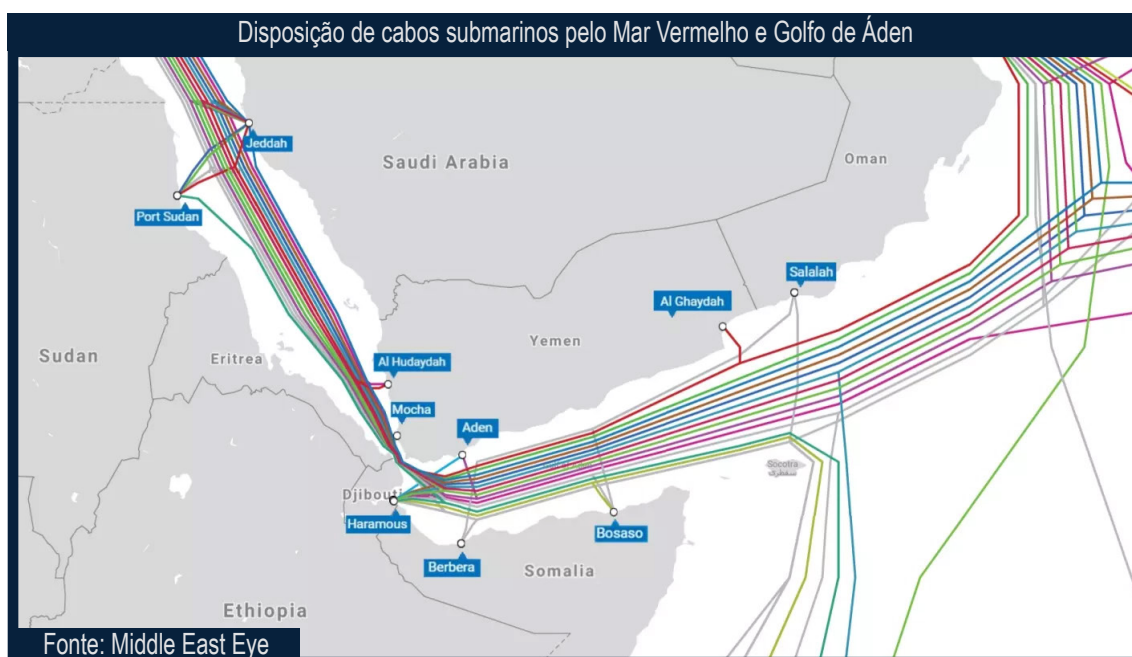 Disposição de cabos submarinos pelo Mar Vermelho e Golfo de Áden
Jeddah
Saudi Arabia
Oman
Port Sudan
Salalah
Al Ghaydah
Yemen
Sudan
Eritrea
Al Hudaydah
Mocha
Aden
Socotra
Djibouti
Haramous
Bosaso
Berbera
Somalia
Ethiopia
Fonte: Middle East Eye